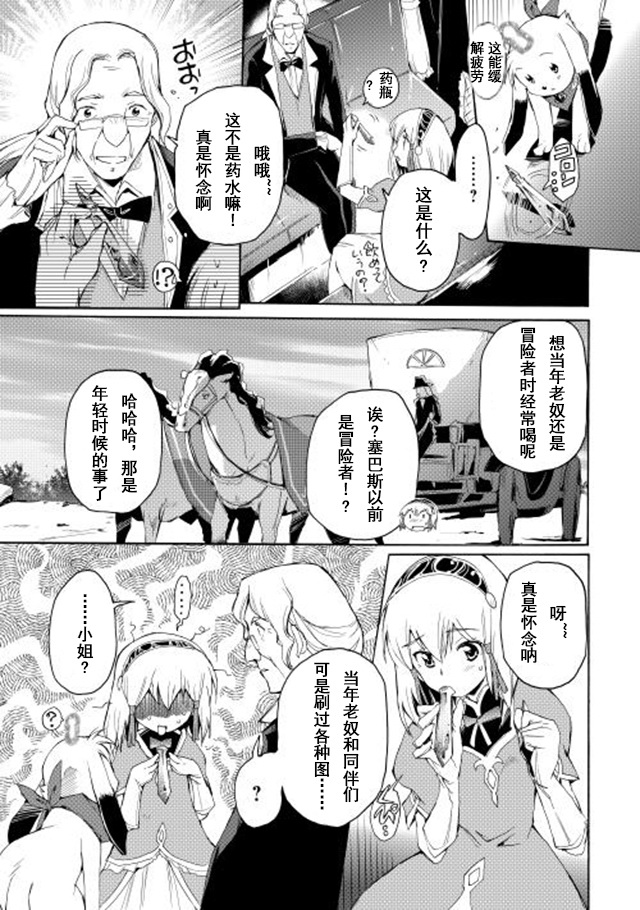 这能缓
解疲劳
コロン
……?
药瓶
?
这是什么?
飲めて
いうの?
おおっ
哦哦~
这不是药水嘛!
真是怀念啊
!?
想当年老奴还是
冒险者时经常喝呢
诶?塞巴斯以前
是冒险者!?
哈哈哈,那是
年轻时候的事了
呀~
真是怀念呐
当年老奴和同伴们
可是刷过各种图……
?
……
……小姐?
?